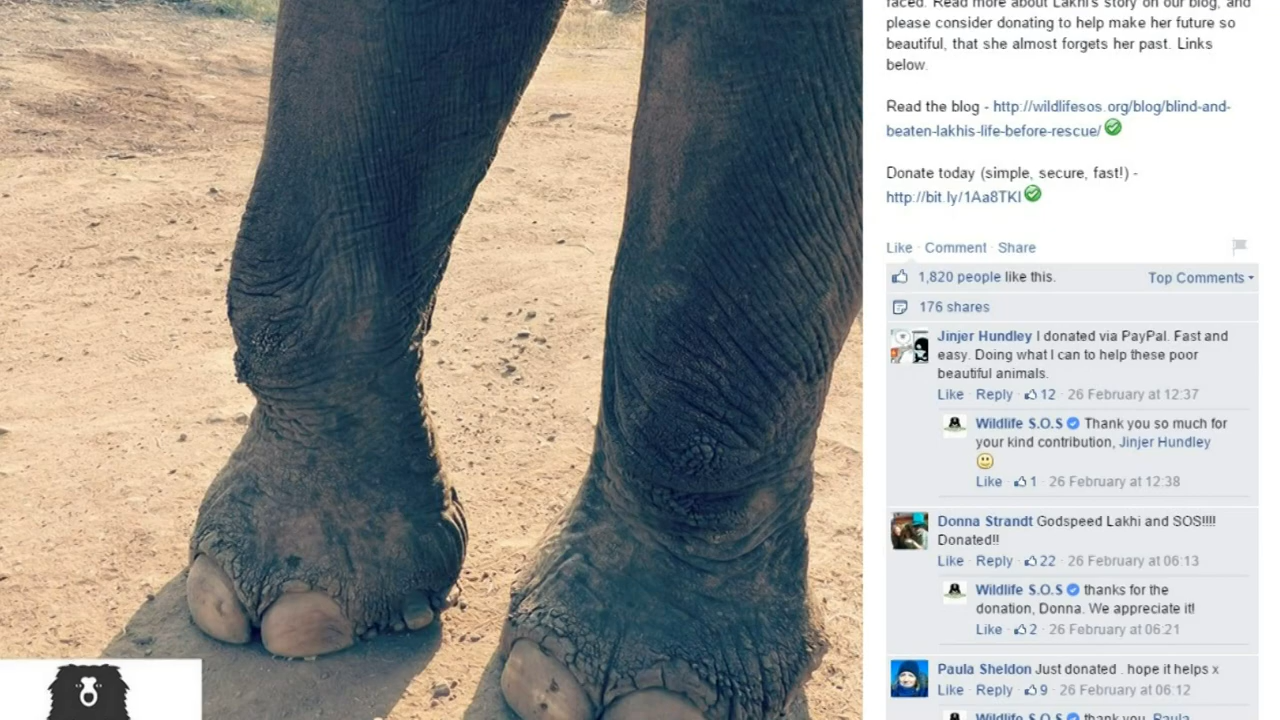 faced. Read more about Lakhi's story on our blog, and
please consider donating to help make her future so
beautiful, that she almost forgets her past. Links
below.
Read the blog - http://wildlifesos.org/blog/blind-and-
beaten-lakhis-life-before-rescue/
Donate today (simple, secure, fast!) -
http://bit.ly/1Aa8TKI
Like · Comment · Share
1,820 people like this.
Top Comments
176 shares
Jinjer Hundley I donated via PayPal. Fast and
easy. Doing what I can to help these poor
beautiful animals.
Like · Reply · 12 · 26 February at 12:37
Wildlife S.O.S Thank you so much for
your kind contribution, Jinjer Hundley
Like · 1 · 26 February at 12:38
Donna Strandt Godspeed Lakhi and SOS!!!!
Donated!!
Like · Reply · 22 · 26 February at 06:13
Wildlife S.O.S thanks for the
donation, Donna. We appreciate it!
Like · 2 · 26 February at 06:21
Paula Sheldon Just donated . hope it helps x
Like · Reply · 9 · 26 February at 06:12
Wildlife S.O.S thank you, Paula